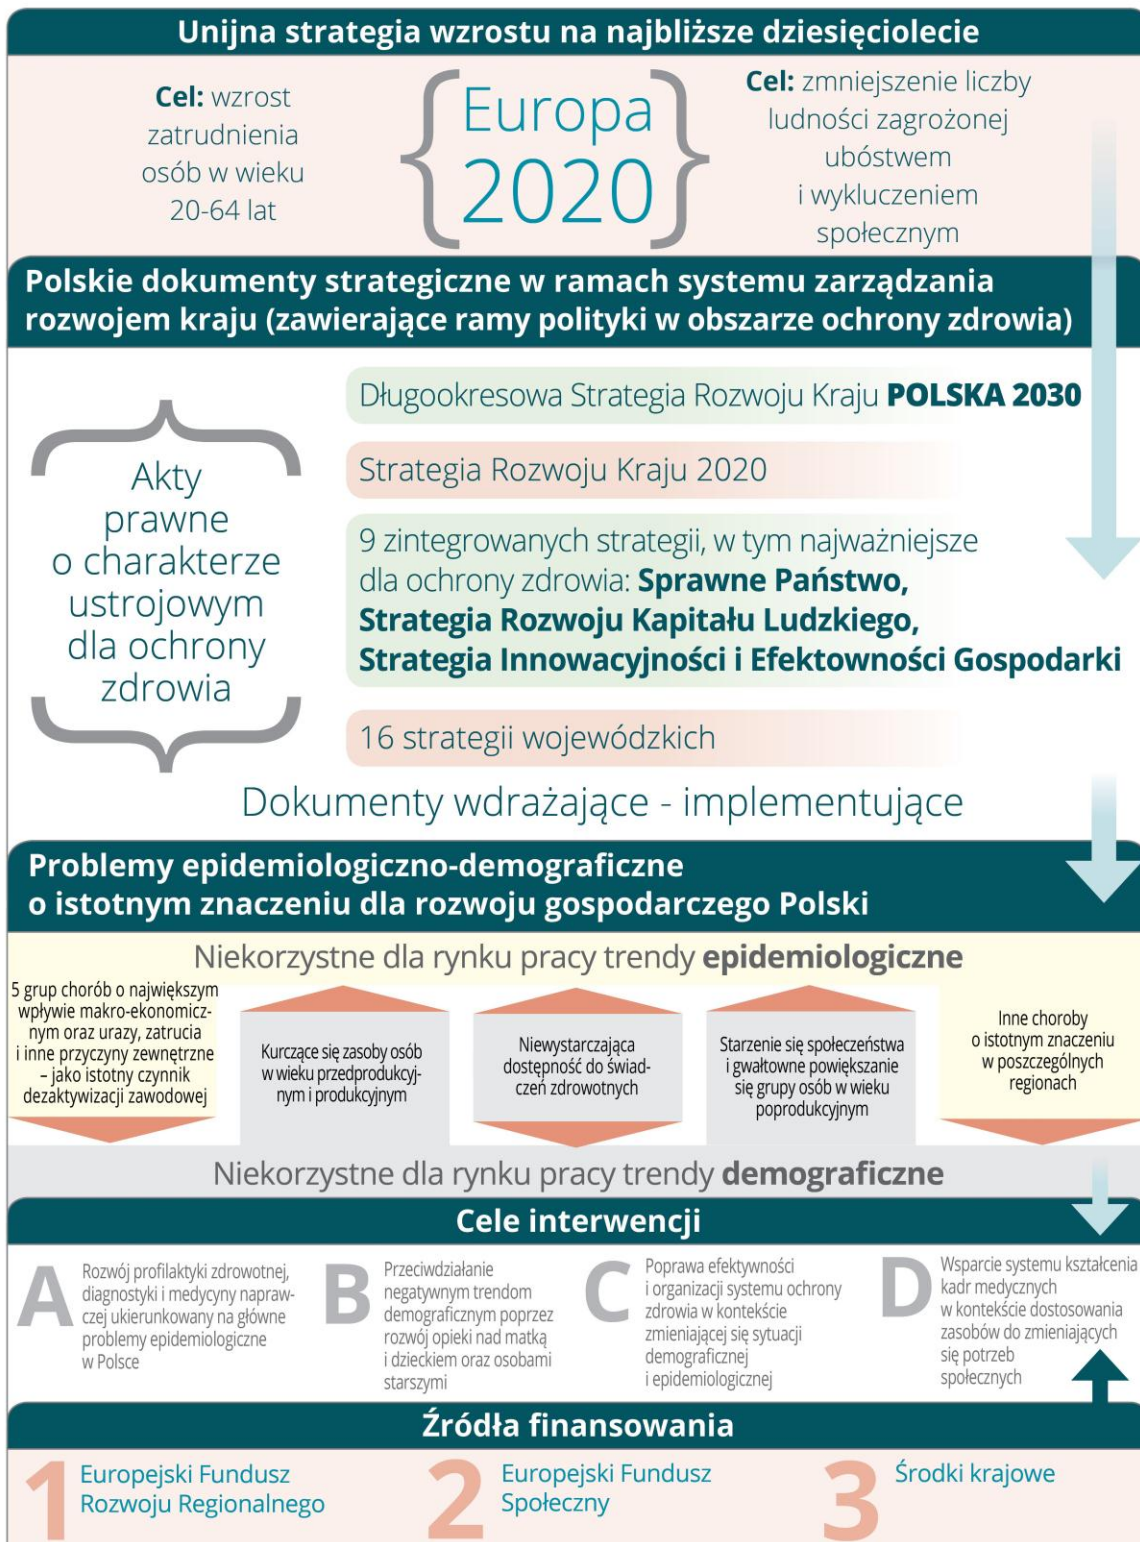 Unijna strategia wzrostu na najbliższe dziesięciolecie
Cel: wzrost
zatrudnienia
osób w wieku
20-64 lat
Europa
2020
Cel: zmniejszenie liczby
ludności zagrożonej
ubóstwem
i wykluczeniem
społecznym
Polskie dokumenty strategiczne w ramach systemu zarządzania
rozwojem kraju (zawierające ramy polityki w obszarze ochrony zdrowia)
Akty
prawne
o charakterze
ustrojowym
dla ochrony
zdrowia
Długookresowa Strategia Rozwoju Kraju POLSKA 2030
Strategia Rozwoju Kraju 2020
9 zintegrowanych strategii, w tym najważniejsze
dla ochrony zdrowia: Sprawne Państwo,
Strategia Rozwoju Kapitału Ludzkiego,
Strategia Innowacyjności i Efektowności Gospodarki
16 strategii wojewódzkich
Dokumenty wdrażające - implementujące
Problemy epidemiologiczno-demograficzne
o istotnym znaczeniu dla rozwoju gospodarczego Polski
Niekorzystne dla rynku pracy trendy epidemiologiczne
5 grup chorób o największym
wpływie makro-ekonomicz-
nym oraz urazy, zatrucia
i inne przyczyny zewnętrzne
– jako istotny czynnik
dezaktywizacji zawodowej
Kurczące się zasoby osób
w wieku przedprodukcyj-
nym i produkcyjnym
Niewystarczająca
dostępność do świad-
czeń zdrowotnych
Starzenie się społeczeństwa
i gwałtowne powiększanie
się grupy osób w wieku
poprodukcyjnym
Inne choroby
o istotnym znaczeniu
w poszczególnych
regionach
Niekorzystne dla rynku pracy trendy demograficzne
Cele interwencji
A
Rozwój profilaktyki zdrowotnej,
diagnostyki i medycyny napraw-
czej ukierunkowany na główne
problemy epidemiologiczne
w Polsce
B
Przeciwdziałanie
negatywnym trendom
demograficznym poprzez
rozwój opieki nad matką
i dzieckiem oraz osobami
starszymi
C
Poprawa efektywności
i organizacji systemu ochrony
zdrowia w kontekście
zmieniającej się sytuacji
demograficznej
i epidemiologicznej
D
Wsparcie systemu kształcenia
kadr medycznych
w kontekście dostosowania
zasobów do zmieniających
się potrzeb
społecznych
Źródła finansowania
1
Europejski Fundusz
Rozwoju Regionalnego
2
Europejski Fundusz
Społeczny
3
Środki krajowe